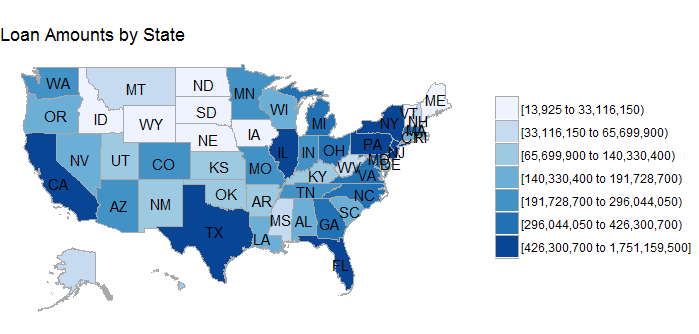 Loan Amounts by State
WA
MT
ND
MN
ME
OR
ID
SD
WI
MI
VT
NH
NY
MA
WY
IA
NE
PA
CT
RI
NJ
NV
UT
CO
IL
IN
OH
MD
DE
CA
KS
MO
WV
VA
KY
NC
TN
AZ
NM
OK
AR
SC
MS
AL
GA
TX
LA
FL
[13,925 to 33,116,150)
[33,116,150 to 65,699,900)
[65,699,900 to 140,330,400)
[140,330,400 to 191,728,700)
[191,728,700 to 296,044,050)
[296,044,050 to 426,300,700)
[426,300,700 to 1,751,159,500]